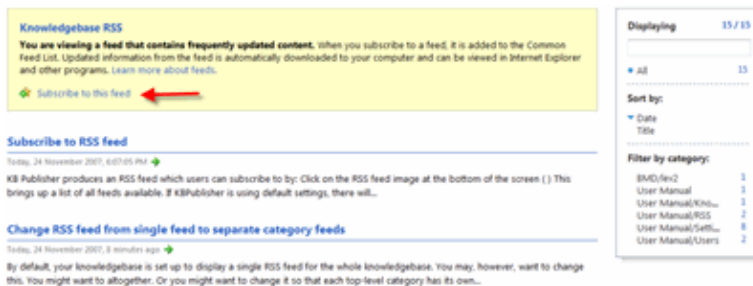 Knowledgebase RSS
You are viewing a feed that contains frequently updated content. When you subscribe to a feed, it is added to the Common
Feed List. Updated information from the feed is automatically downloaded to your computer and can be viewed in Internet Explorer
and other programs. Learn more about feeds.
Subscribe to this feed
Subscribe to RSS feed
Today, 24 November 2007, 6:07:05 PM
KB Publisher produces an RSS feed which users can subscribe to by: Click on the RSS feed image at the bottom of the screen ( ) This
brings up a list of all feeds available. If KBPublisher is using default settings, there will...
Change RSS feed from single feed to separate category feeds
Today, 24 November 2007, 8 minutes ago
By default, your knowledgebase is set up to display a single RSS feed for the whole knowledgebase. You may, however, want to change
this. You might want to altogether. Or you might want to change it so that each top-level category has its own...
Displaying 15 / 15
All 15
Sort by:
Date
Title
Filter by category:
BMD/lev2 1
User Manual 1
User Manual/Kno... 1
User Manual/RSS 2
User Manual/Setti... 8
User Manual/Users 2